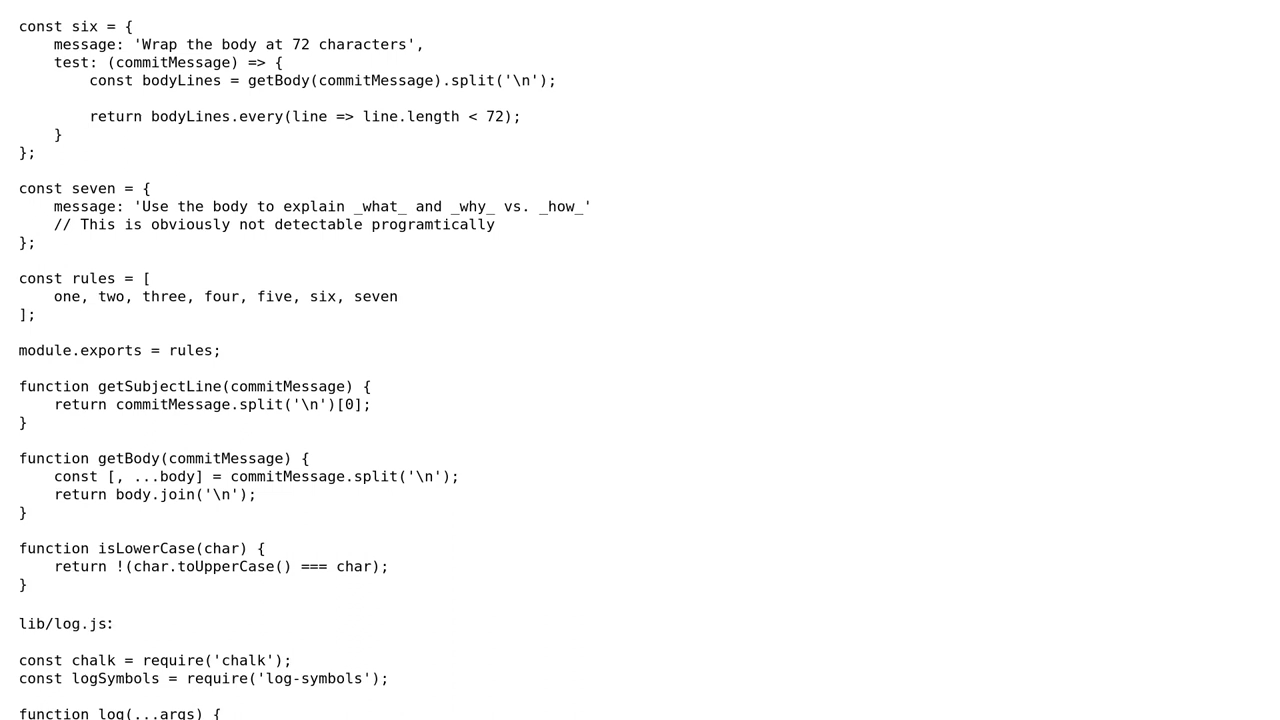 const six = {
    message: 'Wrap the body at 72 characters',
    test: (commitMessage) => {
        const bodyLines = getBody(commitMessage).split('\n');

        return bodyLines.every(line => line.length < 72);
    }
};

const seven = {
    message: 'Use the body to explain _what_ and _why_ vs. _how_'
    // This is obviously not detectable programtically
};

const rules = [
    one, two, three, four, five, six, seven
];

module.exports = rules;

function getSubjectLine(commitMessage) {
    return commitMessage.split('\n')[0];
}

function getBody(commitMessage) {
    const [, ...body] = commitMessage.split('\n');
    return body.join('\n');
}

function isLowerCase(char) {
    return !(char.toUpperCase() === char);
}

lib/log.js:

const chalk = require('chalk');
const logSymbols = require('log-symbols');

function log(...args) {